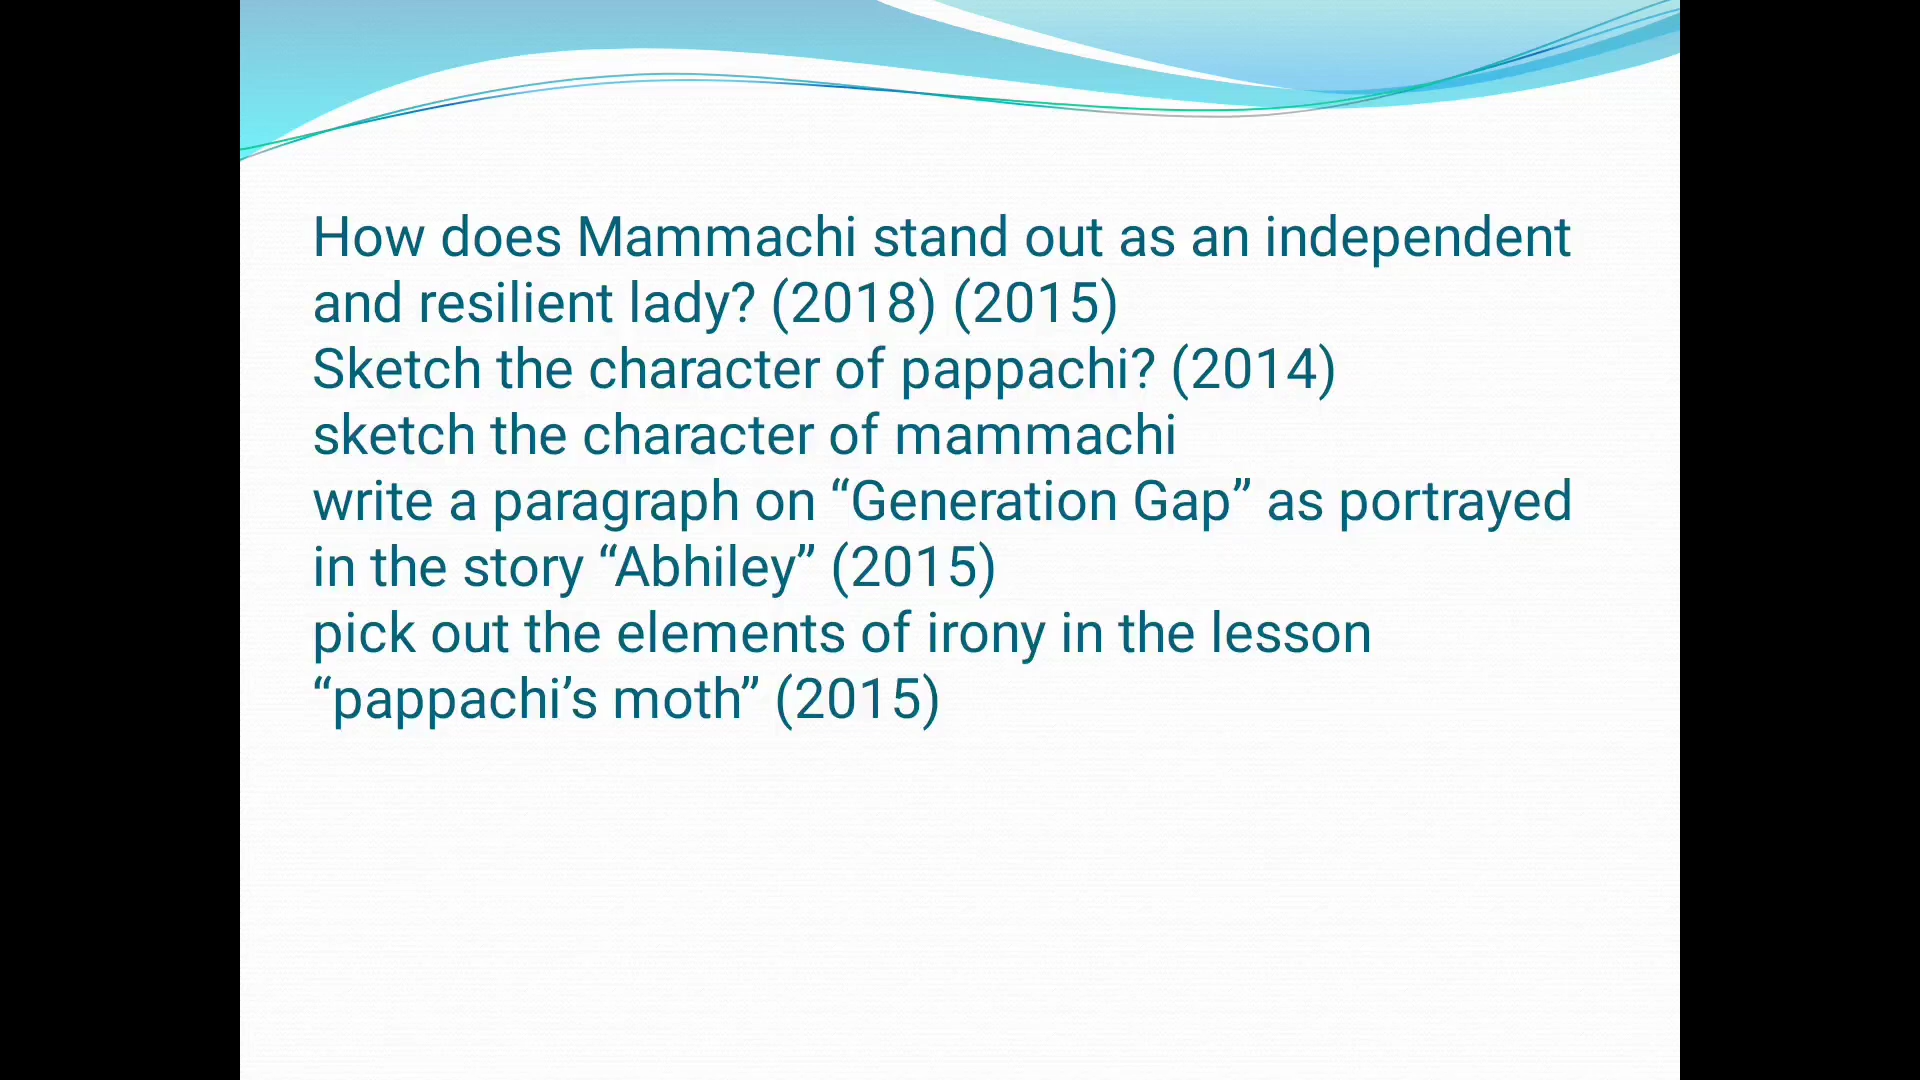 How does Mammachi stand out as an independent
and resilient lady? (2018) (2015)
Sketch the character of pappachi? (2014)
sketch the character of mammachi
write a paragraph on “Generation Gap” as portrayed
in the story “Abhiley” (2015)
pick out the elements of irony in the lesson
“pappachi’s moth” (2015)